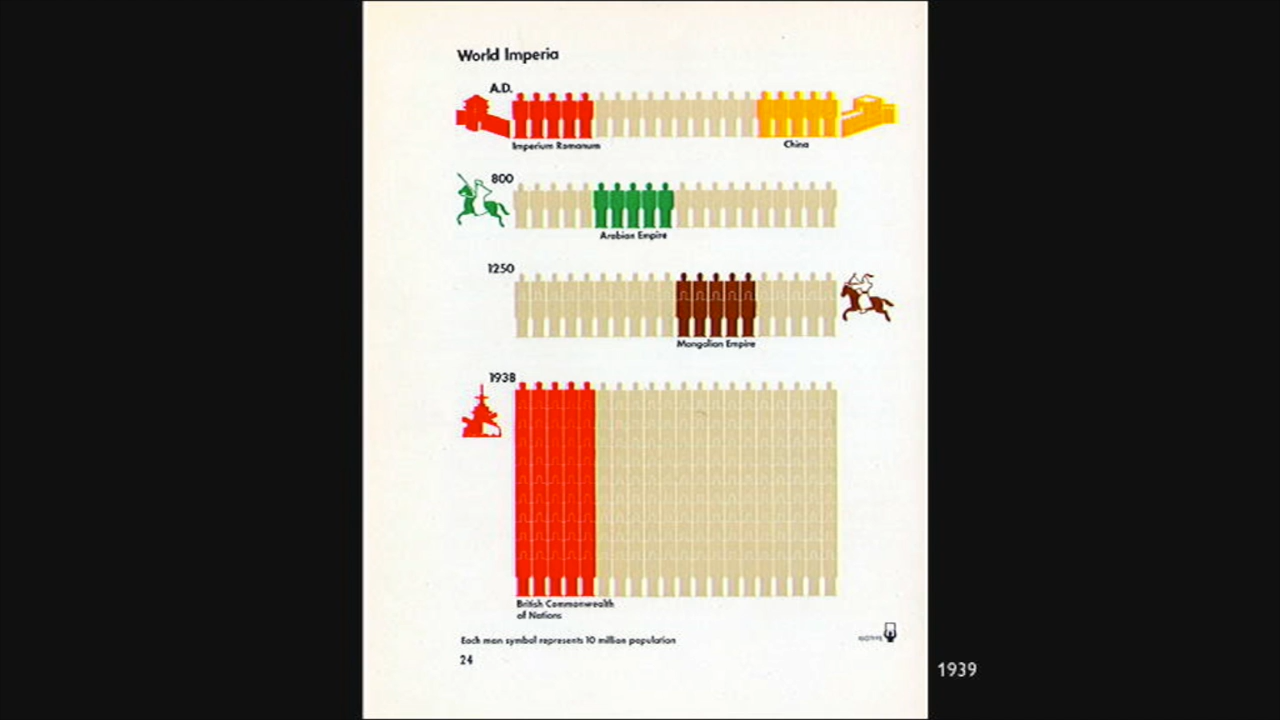 World Imperia
A.D.
Imperium Romanum
China
800
Arabian Empire
1250
Mongolian Empire
1938
British Commonwealth
of Nations
Each man symbol represents 10 million population
ISOTYPE
24
1939